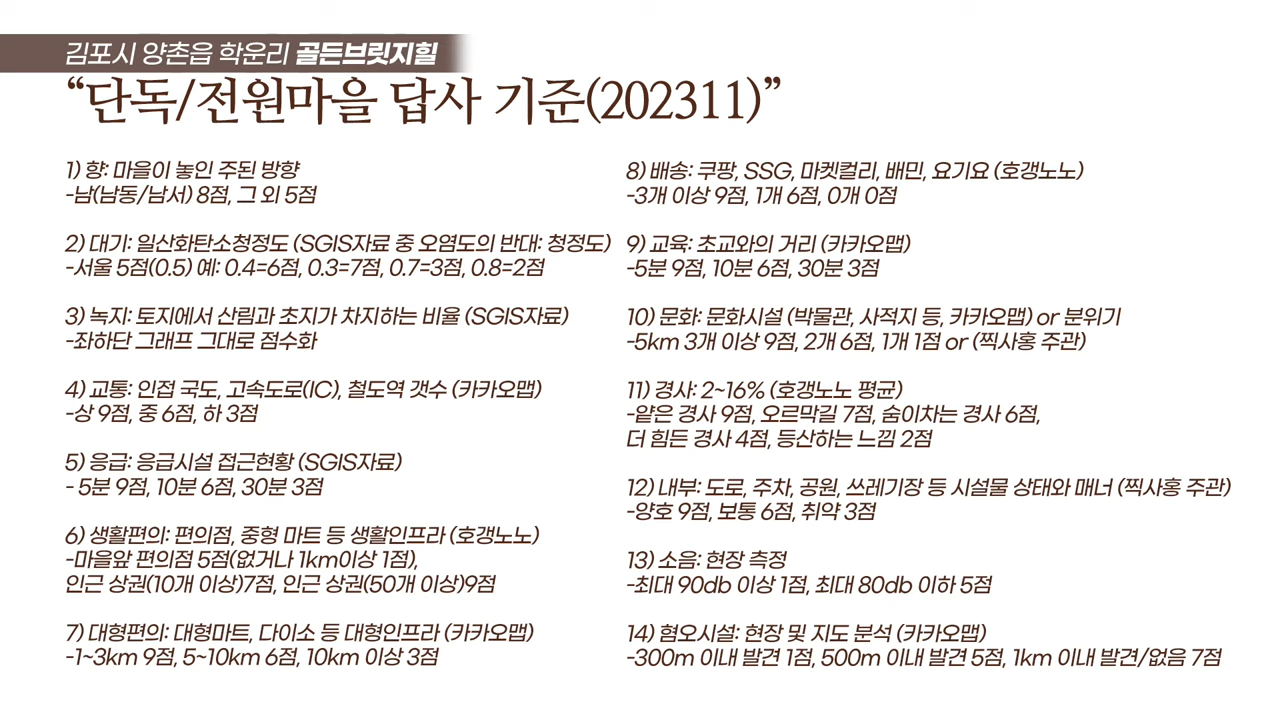 김포시 양촌읍 학운리 골든브릿지힐
“단독/전원마을 답사 기준(202311)”
1) 향: 마을이 놓인 주된 방향
-남(남동/남서) 8점, 그 외 5점
2) 대기: 일산화탄소청정도 (SGIS자료 중 오염도의 반대: 청정도)
-서울 5점(0.5) 예: 0.4=6점, 0.3=7점, 0.7=3점, 0.8=2점
3) 녹지: 토지에서 산림과 초지가 차지하는 비율 (SGIS자료)
-좌하단 그래프 그대로 점수화
4) 교통: 인접 국도, 고속도로(IC), 철도역 갯수 (카카오맵)
-상 9점, 중 6점, 하 3점
5) 응급: 응급시설 접근현황 (SGIS자료)
- 5분 9점, 10분 6점, 30분 3점
6) 생활편의: 편의점, 중형 마트 등 생활인프라 (호갱노노)
-마을앞 편의점 5점(없거나 1km이상 1점),
인근 상권(10개 이상)7점, 인근 상권(50개 이상)9점
7) 대형편의: 대형마트, 다이소 등 대형인프라 (카카오맵)
-1~3km 9점, 5~10km 6점, 10km 이상 3점
8) 배송: 쿠팡, SSG, 마켓컬리, 배민, 요기요 (호갱노노)
-3개 이상 9점, 1개 6점, 0개 0점
9) 교육: 초교와의 거리 (카카오맵)
-5분 9점, 10분 6점, 30분 3점
10) 문화: 문화시설 (박물관, 사적지 등, 카카오맵) or 분위기
-5km 3개 이상 9점, 2개 6점, 1개 1점 or (찍사홍 주관)
11) 경사: 2~16% (호갱노노 평균)
-얕은 경사 9점, 오르막길 7점, 숨이차는 경사 6점,
더 힘든 경사 4점, 등산하는 느낌 2점
12) 내부: 도로, 주차, 공원, 쓰레기장 등 시설물 상태와 매너 (찍사홍 주관)
-양호 9점, 보통 6점, 취약 3점
13) 소음: 현장 측정
-최대 90db 이상 1점, 최대 80db 이하 5점
14) 혐오시설: 현장 및 지도 분석 (카카오맵)
-300m 이내 발견 1점, 500m 이내 발견 5점, 1km 이내 발견/없음 7점